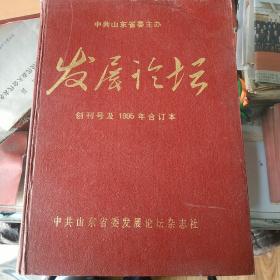 中共山东省委主办
发展论坛
创刊号及1995年合订本
中共山东省委发展论坛杂志社